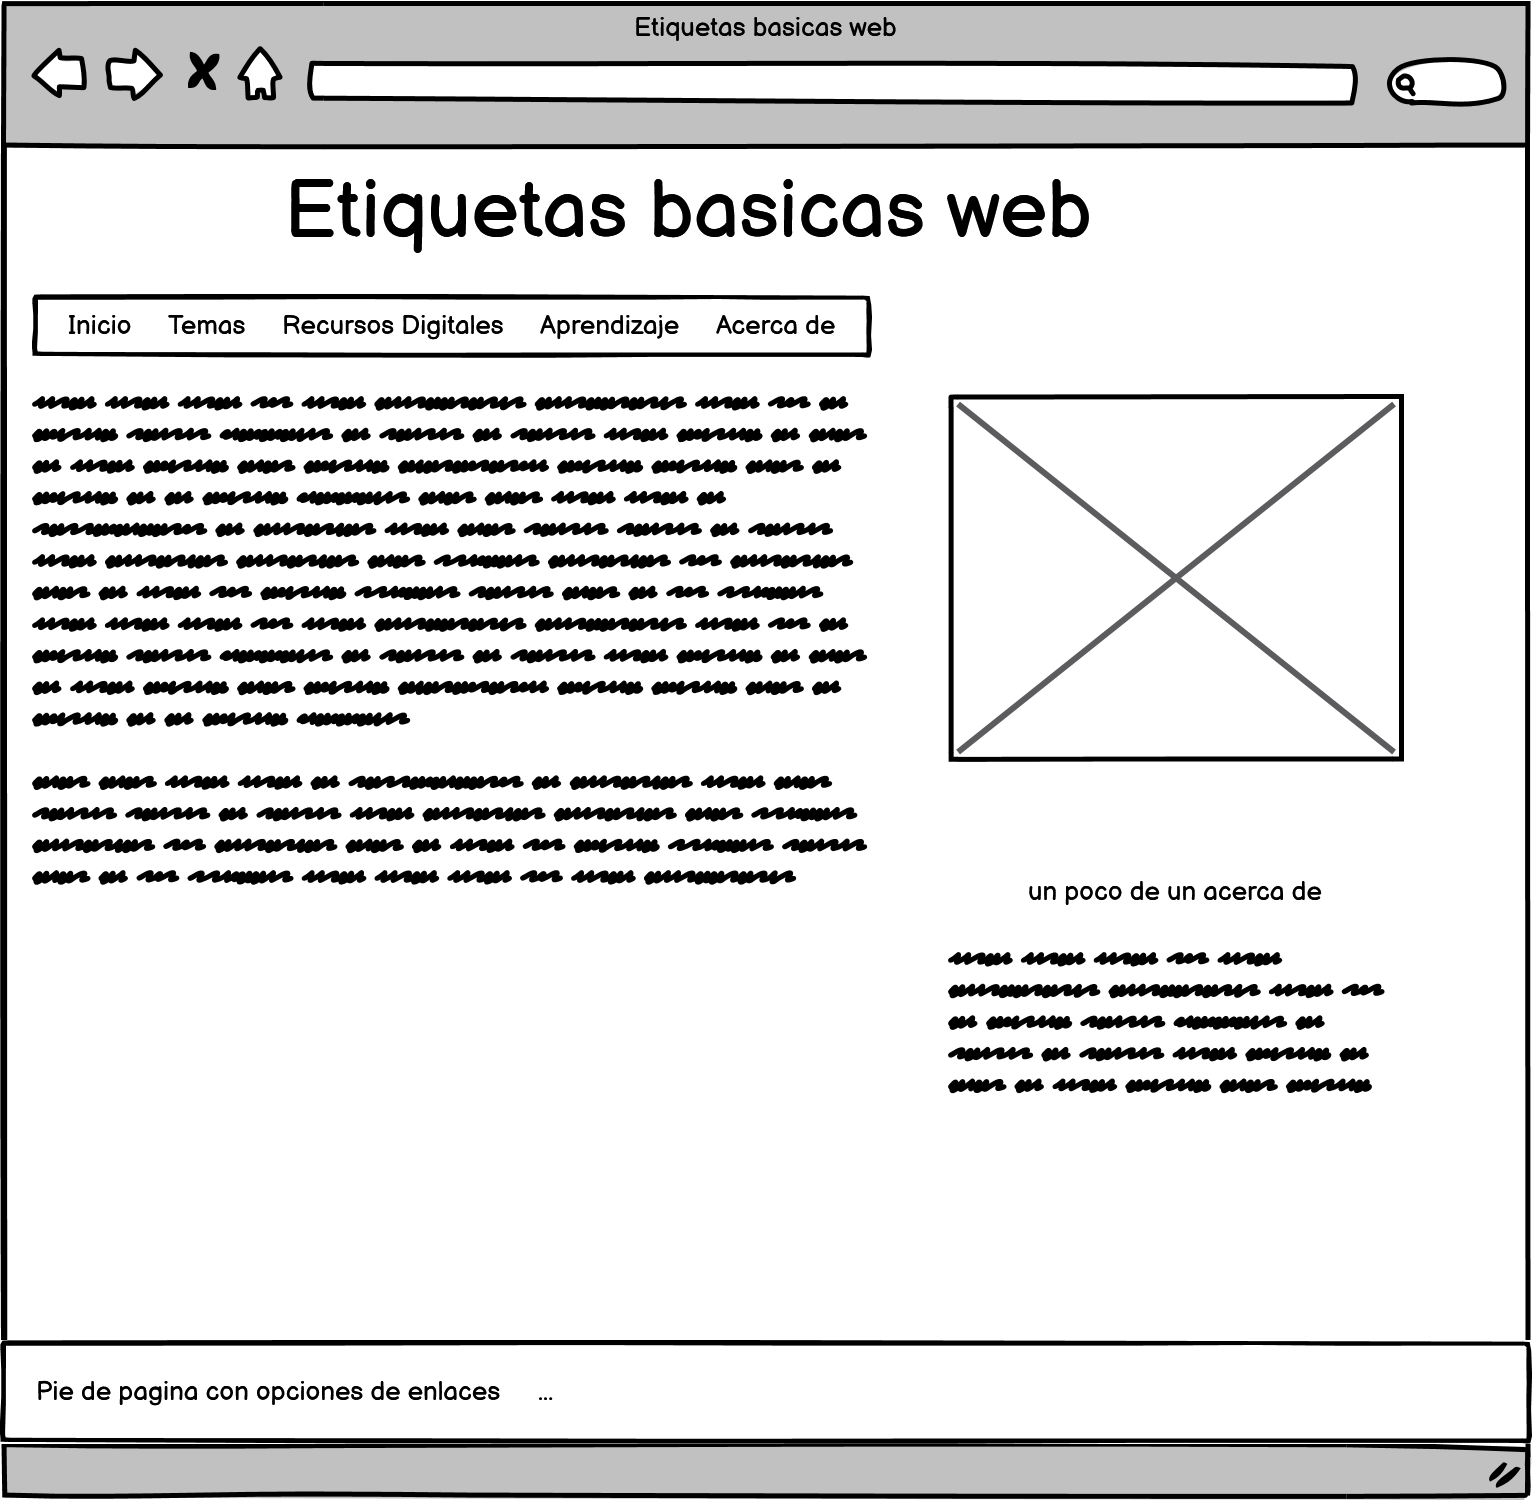 Etiquetas basicas web
Etiquetas basicas web
Inicio Temas Recursos Digitales Aprendizaje Acerca de
un poco de un acerca de
Pie de pagina con opciones de enlaces ...